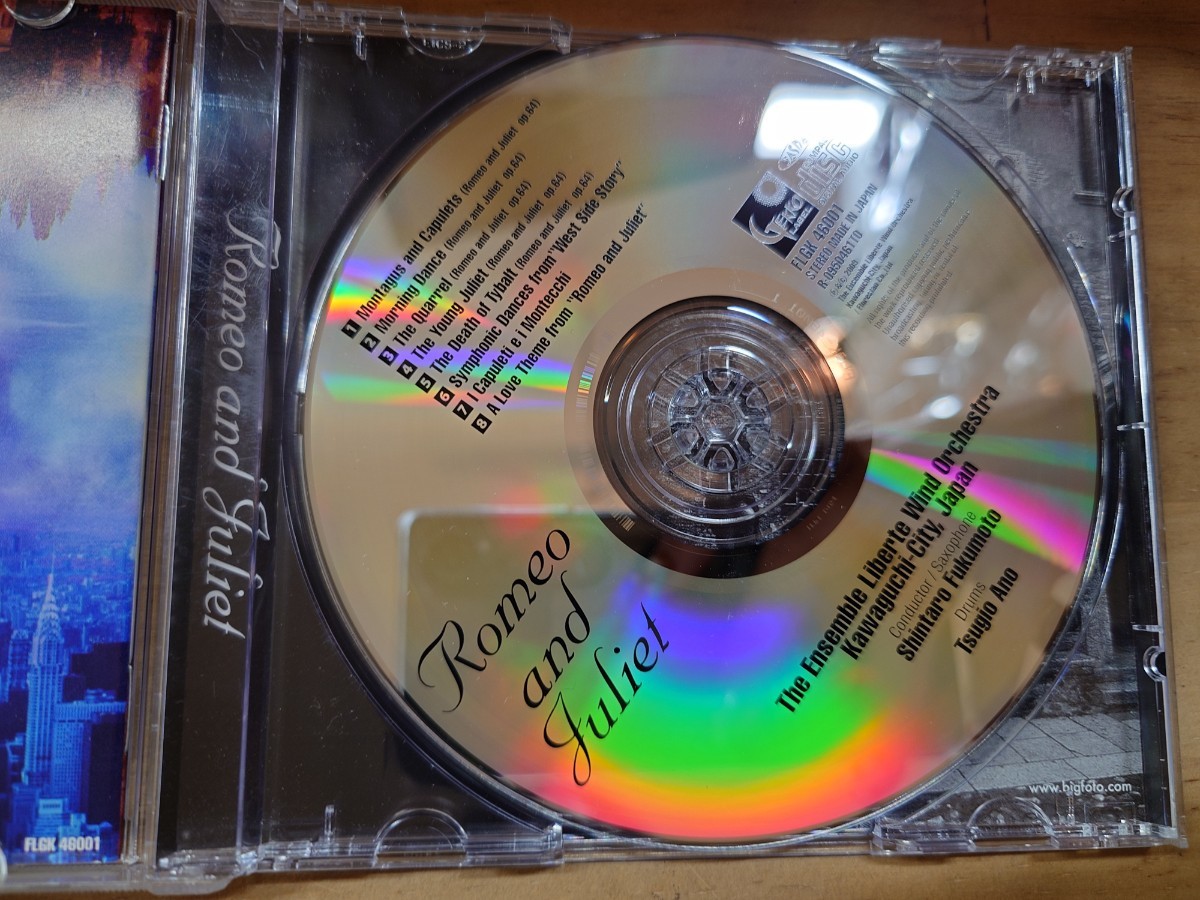 1 Montagus and Capulets (Romeo and Juliet op.64)
2 Morning Dance (Romeo and Juliet op.64)
3 The Quarrel (Romeo and Juliet op.64)
4 The Young Juliet (Romeo and Juliet op.64)
5 The Death of Tybalt (Romeo and Juliet op.64)
6 Symphonic Dances from "West Side Story"
7 I Capuleti e i Montecchi
8 A Love Theme from "Romeo and Juliet"
disc
FLGK 46001
STEREO MADE IN JAPAN
R-0950461TD
Romeo
and
Juliet
The Ensemble Liberte Wind Orchestra
Kawaguchi-City, Japan
Conductor / Saxophone
Shintaro Fukumoto
Drums
Tsugio Ano
Romeo and Juliet
FLGK 46001
www.bigfoto.com